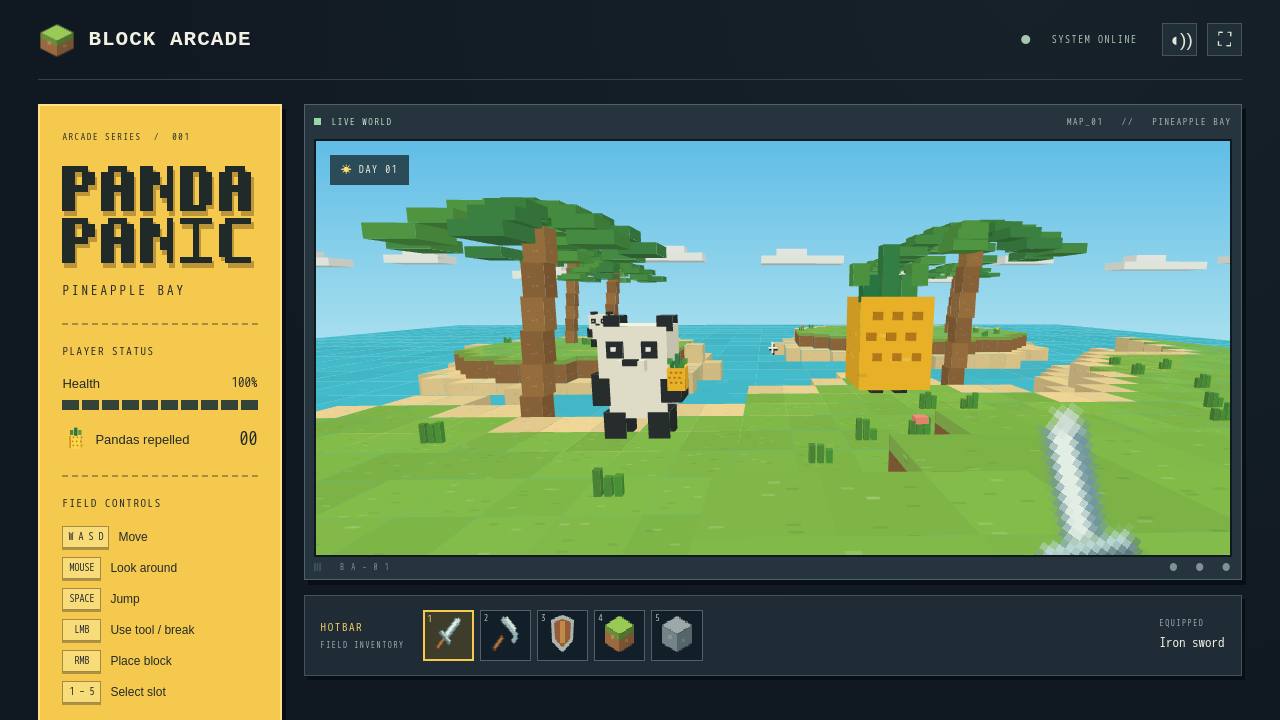 BLOCK ARCADE
SYSTEM ONLINE
ARCADE SERIES / 001
PANDA
PANIC
PINEAPPLE BAY
PLAYER STATUS
Health 100%
Pandas repelled 00
FIELD CONTROLS
W A S D Move
MOUSE Look around
SPACE Jump
LMB Use tool / break
RMB Place block
1 – 5 Select slot
LIVE WORLD
MAP_01 // PINEAPPLE BAY
DAY 01
BA-01
HOTBAR
FIELD INVENTORY
1 2 3 4 5
EQUIPPED
Iron sword